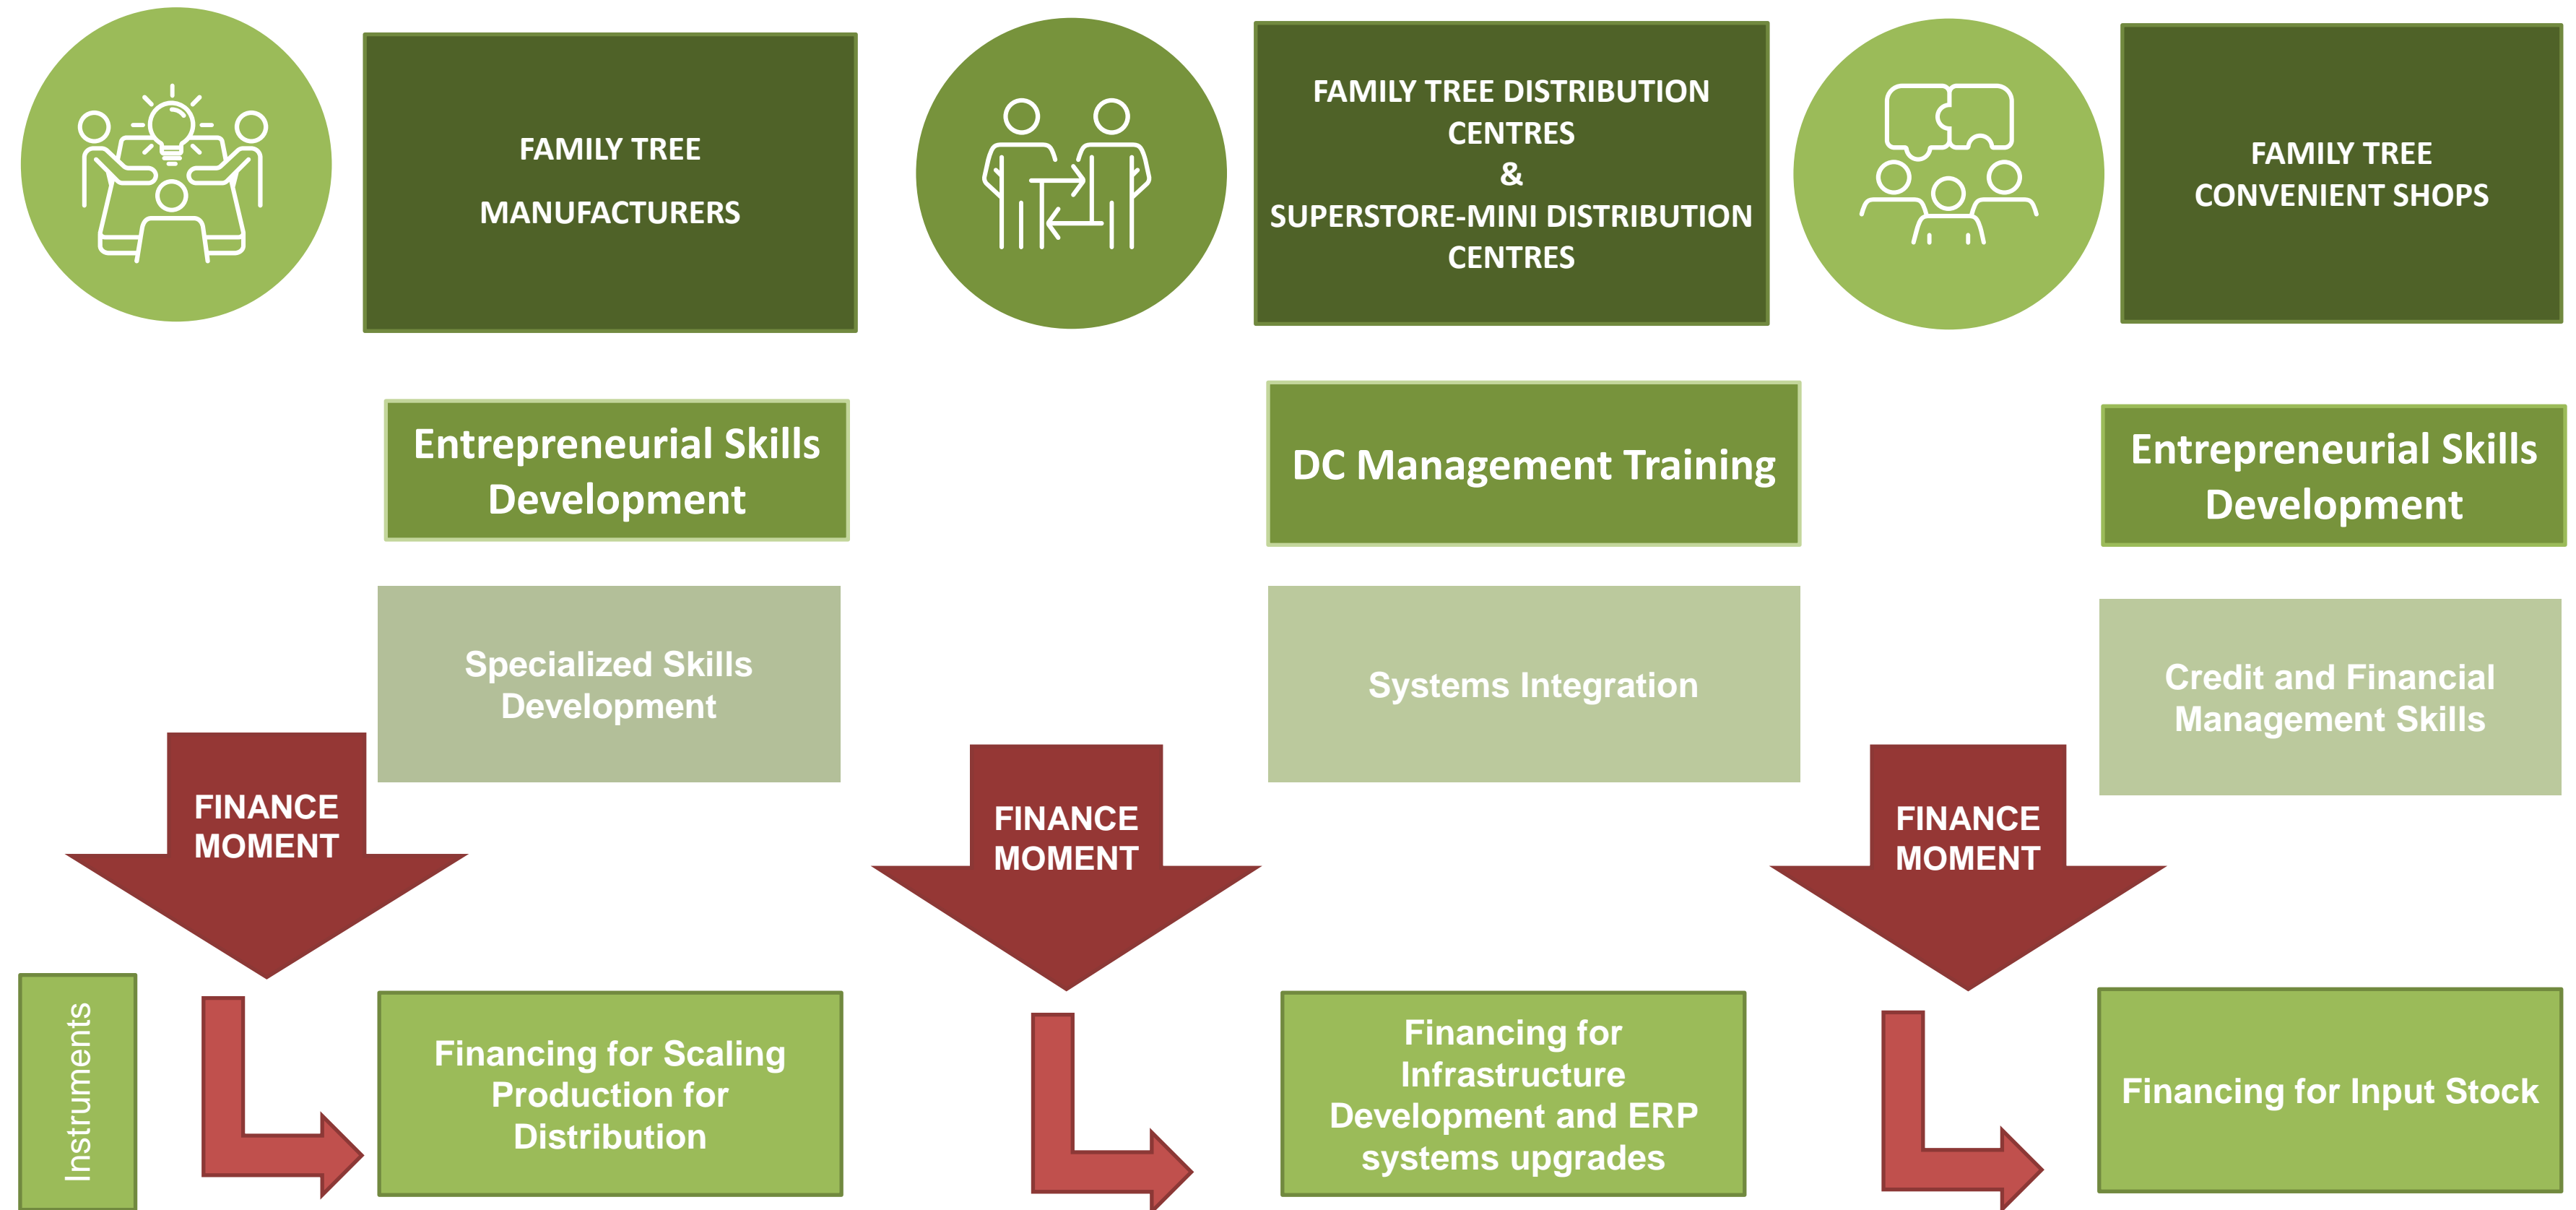 FAMILY TREE
MANUFACTURERS
FAMILY TREE DISTRIBUTION
CENTRES
&
SUPERSTORE-MINI DISTRIBUTION
CENTRES
FAMILY TREE
CONVENIENT SHOPS
Entrepreneurial Skills
Development
DC Management Training
Entrepreneurial Skills
Development
Specialized Skills
Development
Systems Integration
Credit and Financial
Management Skills
FINANCE
MOMENT
FINANCE
MOMENT
FINANCE
MOMENT
Instruments
Financing for Scaling
Production for
Distribution
Financing for
Infrastructure
Development and ERP
systems upgrades
Financing for Input Stock